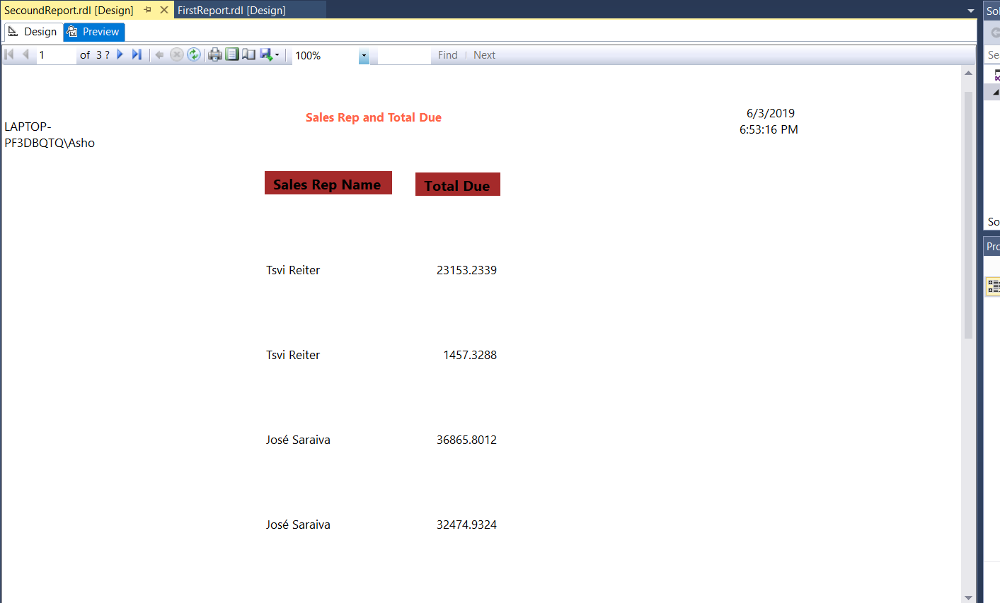 SecoundReport.rdl [Design]
FirstReport.rdl [Design]
Sol
Design
Preview
1 of 3 ? 100% Find Next
Se
Sales Rep and Total Due
6/3/2019
6:53:16 PM
LAPTOP-
PF3DBQTQ\Asho
Sales Rep Name Total Due
So
Pro
Tsvi Reiter 23153.2339
Tsvi Reiter 1457.3288
José Saraiva 36865.8012
José Saraiva 32474.9324